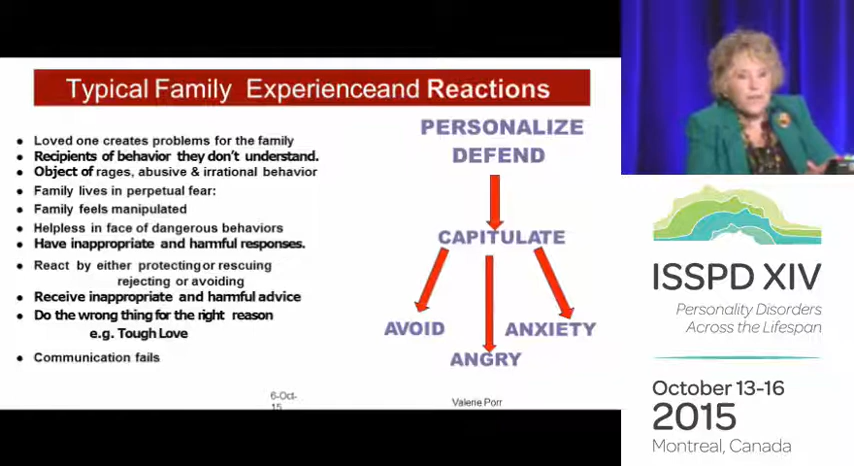 Typical Family Experienceand Reactions
Loved one creates problems for the family
Recipients of behavior they don't understand.
Object of rages, abusive & irrational behavior
Family lives in perpetual fear:
Family feels manipulated
Helpless in face of dangerous behaviors
Have inappropriate and harmful responses.
React by either protecting or rescuing
rejecting or avoiding
Receive inappropriate and harmful advice
Do the wrong thing for the right reason
e.g. Tough Love
Communication fails
PERSONALIZE
DEFEND
CAPITULATE
AVOID
ANXIETY
ANGRY
6-Oct-
15
Valerie Porr
ISSPD XIV
Personality Disorders
Across the Lifespan
October 13-16
2015
Montreal, Canada